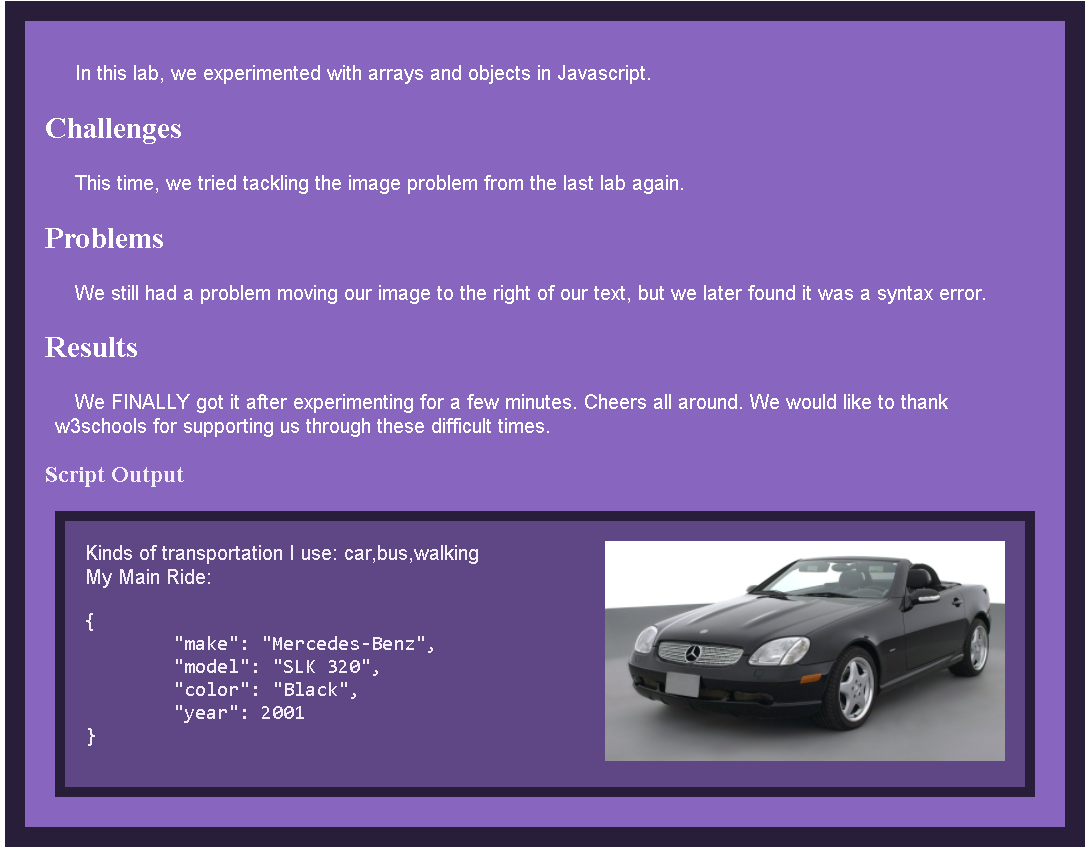 In this lab, we experimented with arrays and objects in Javascript.
Challenges
This time, we tried tackling the image problem from the last lab again.
Problems
We still had a problem moving our image to the right of our text, but we later found it was a syntax error.
Results
We FINALLY got it after experimenting for a few minutes. Cheers all around. We would like to thank
w3schools for supporting us through these difficult times.
Script Output
Kinds of transportation I use: car,bus,walking
My Main Ride:
{
        "make": "Mercedes-Benz",
        "model": "SLK 320",
        "color": "Black",
        "year": 2001
}